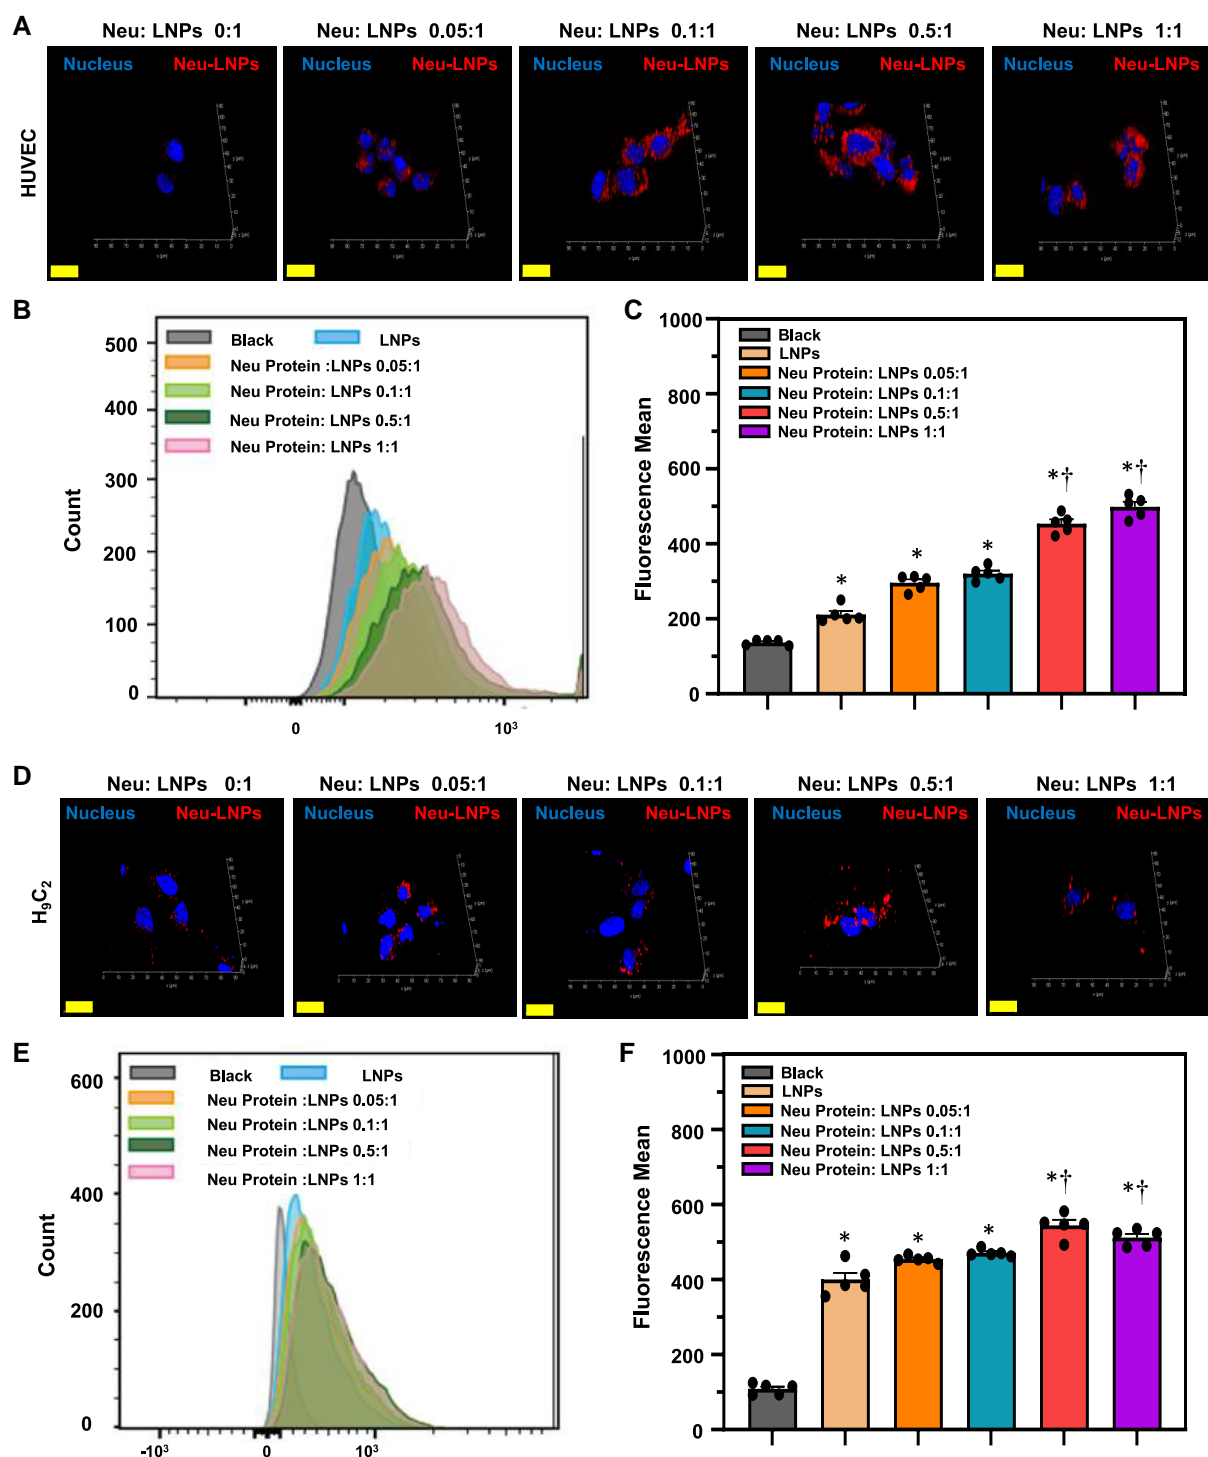 A
Neu: LNPs 0:1
Neu: LNPs 0.05:1
Neu: LNPs 0.1:1
Neu: LNPs 0.5:1
Neu: LNPs 1:1
Nucleus Neu-LNPs
Nucleus Neu-LNPs
Nucleus Neu-LNPs
Nucleus Neu-LNPs
Nucleus Neu-LNPs
HUVEC
B
500
400
300
200
100
0
Count
Black
LNPs
Neu Protein :LNPs 0.05:1
Neu Protein: LNPs 0.1:1
Neu Protein: LNPs 0.5:1
Neu Protein: LNPs 1:1
0
10³
C
1000
800
600
400
200
0
Fluorescence Mean
Black
LNPs
Neu Protein: LNPs 0.05:1
Neu Protein: LNPs 0.1:1
Neu Protein: LNPs 0.5:1
Neu Protein: LNPs 1:1
*
*
*
*†
*†
D
Neu: LNPs 0:1
Neu: LNPs 0.05:1
Neu: LNPs 0.1:1
Neu: LNPs 0.5:1
Neu: LNPs 1:1
Nucleus Neu-LNPs
Nucleus Neu-LNPs
Nucleus Neu-LNPs
Nucleus Neu-LNPs
Nucleus Neu-LNPs
H₉C₂
E
600
400
200
0
Count
Black
LNPs
Neu Protein :LNPs 0.05:1
Neu Protein :LNPs 0.1:1
Neu Protein :LNPs 0.5:1
Neu Protein :LNPs 1:1
-10³
0
10³
F
1000
800
600
400
200
0
Fluorescence Mean
Black
LNPs
Neu Protein: LNPs 0.05:1
Neu Protein: LNPs 0.1:1
Neu Protein: LNPs 0.5:1
Neu Protein: LNPs 1:1
*
*
*
*†
*†